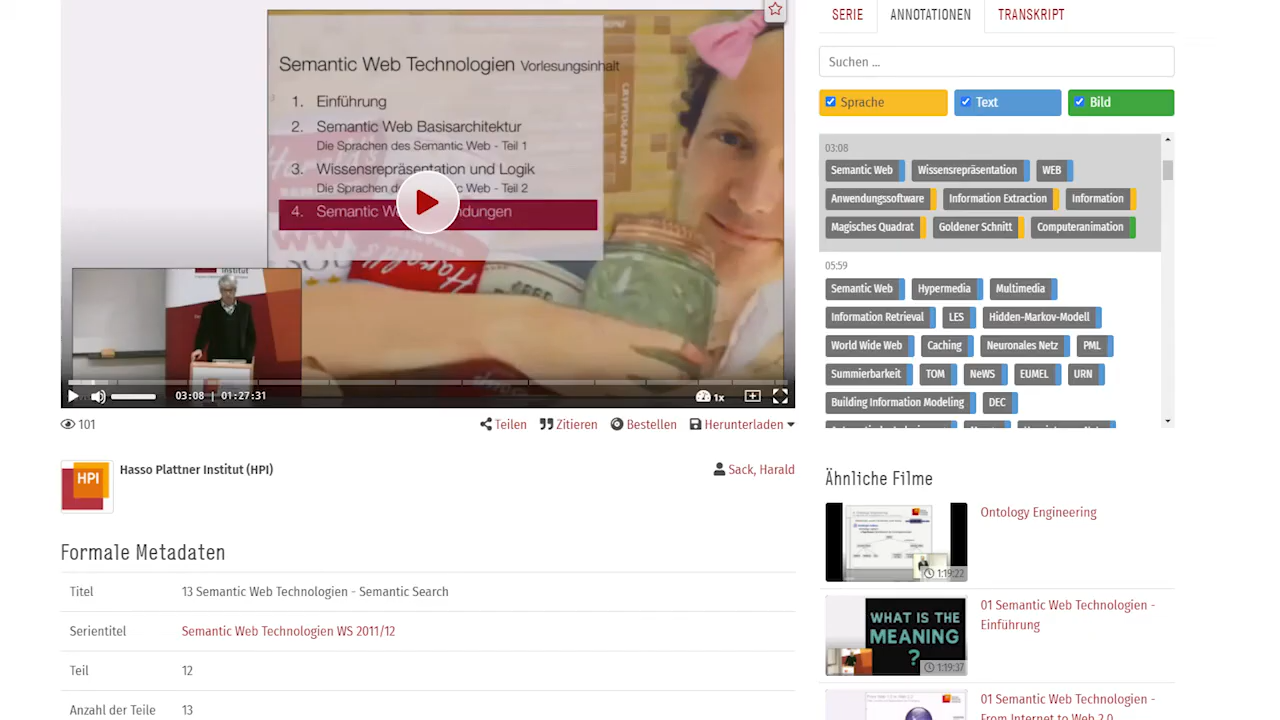 SERIE
ANNOTATIONEN
TRANSKRIPT
Suchen ...
Sprache
Text
Bild
Semantic Web Technologien Vorlesungsinhalt
1. Einführung
2. Semantic Web Basisarchitektur
Die Sprachen des Semantic Web - Teil 1
3. Wissensrepräsentation und Logik
Web - Teil 2
4. Semantic
CRYPTOGRAPHY
Institut
03:08 | 01:27:31
1x
03:08
Semantic Web
Wissensrepräsentation
WEB
Anwendungssoftware
Information Extraction
Information
Magisches Quadrat
Goldener Schnitt
Computeranimation
05:59
Semantic Web
Hypermedia
Multimedia
Information Retrieval
LES
Hidden-Markov-Modell
World Wide Web
Caching
Neuronales Netz
PML
Summierbarkeit
TOM
NeWS
EUMEL
URN
Building Information Modeling
DEC
101
Teilen
Zitieren
Bestellen
Herunterladen
HPI
Hasso Plattner Institut (HPI)
Sack, Harald
Formale Metadaten
Titel 13 Semantic Web Technologien - Semantic Search
Serientitel Semantic Web Technologien WS 2011/12
Teil 12
Anzahl der Teile 13
Ähnliche Filme
1:19:22
Ontology Engineering
WHAT IS THE
MEANING
?
1:19:37
01 Semantic Web Technologien -
Einführung
01 Semantic Web Technologien -
From Internet to Web 2.0